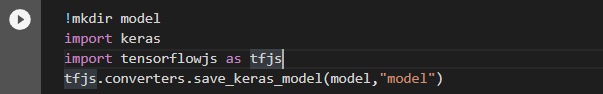 !mkdir model
import keras
import tensorflowjs as tfjs
tfjs.converters.save_keras_model(model,"model")